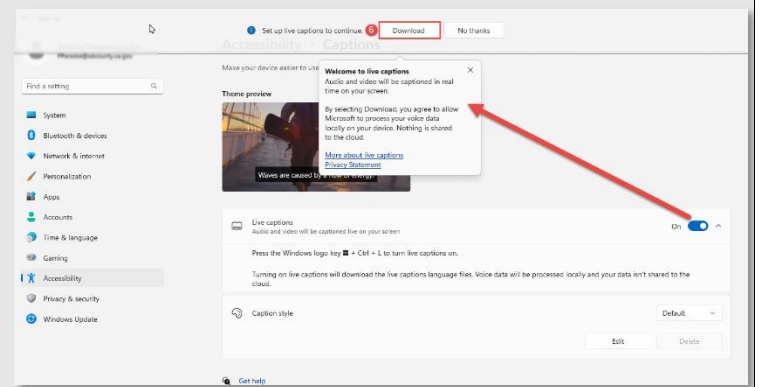 Settings
Set up live captions to continue. 6 Download No thanks
Accessibility › Captions
Make your device easier to use
Welcome to live captions
Audio and video will be captioned in real
time on your screen.
By selecting Download, you agree to allow
Microsoft to process your voice data
locally on your device. Nothing is shared
to the cloud.
More about live captions
Privacy Statement
Find a setting
System
Bluetooth & devices
Network & internet
Personalization
Apps
Accounts
Time & language
Gaming
Accessibility
Privacy & security
Windows Update
Theme preview
Waves are caused by a flow of energy.
Live captions
Audio and video will be captioned live on your screen
On
Press the Windows logo key + Ctrl + L to turn live captions on.
Turning on live captions will download the live captions language files. Voice data will be processed locally and your data isn't shared to the
cloud.
Caption style
Default
Edit
Delete
Get help